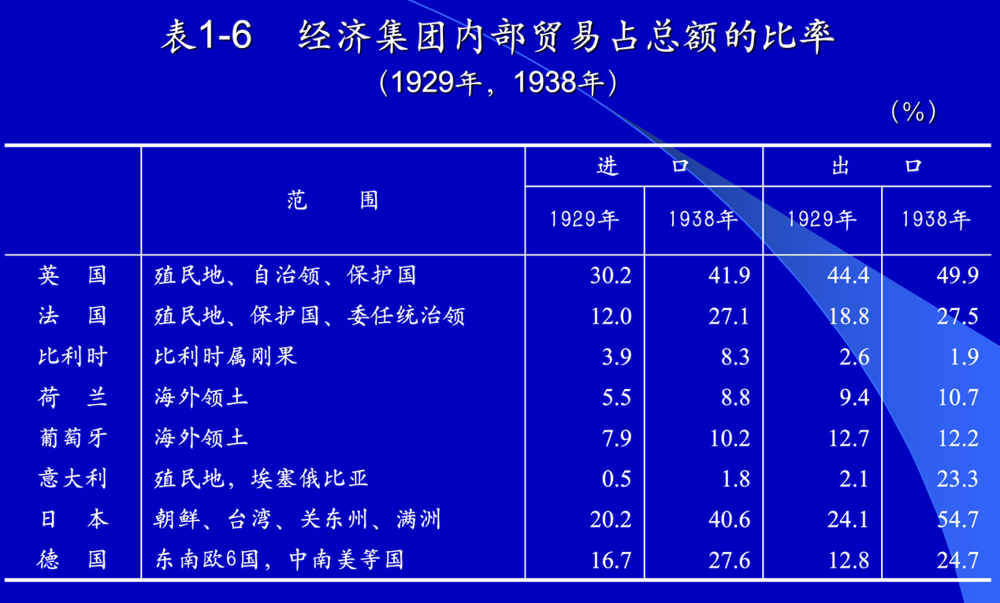 表1-6 经济集团内部贸易占总额的比率
（1929年，1938年）
（%）
范 围 进 口 出 口
1929年 1938年 1929年 1938年
英 国 殖民地、自治领、保护国 30.2 41.9 44.4 49.9
法 国 殖民地、保护国、委任统治领 12.0 27.1 18.8 27.5
比利时 比利时属刚果 3.9 8.3 2.6 1.9
荷 兰 海外领土 5.5 8.8 9.4 10.7
葡萄牙 海外领土 7.9 10.2 12.7 12.2
意大利 殖民地，埃塞俄比亚 0.5 1.8 2.1 23.3
日 本 朝鲜、台湾、关东州、满洲 20.2 40.6 24.1 54.7
德 国 东南欧6国，中南美等国 16.7 27.6 12.8 24.7